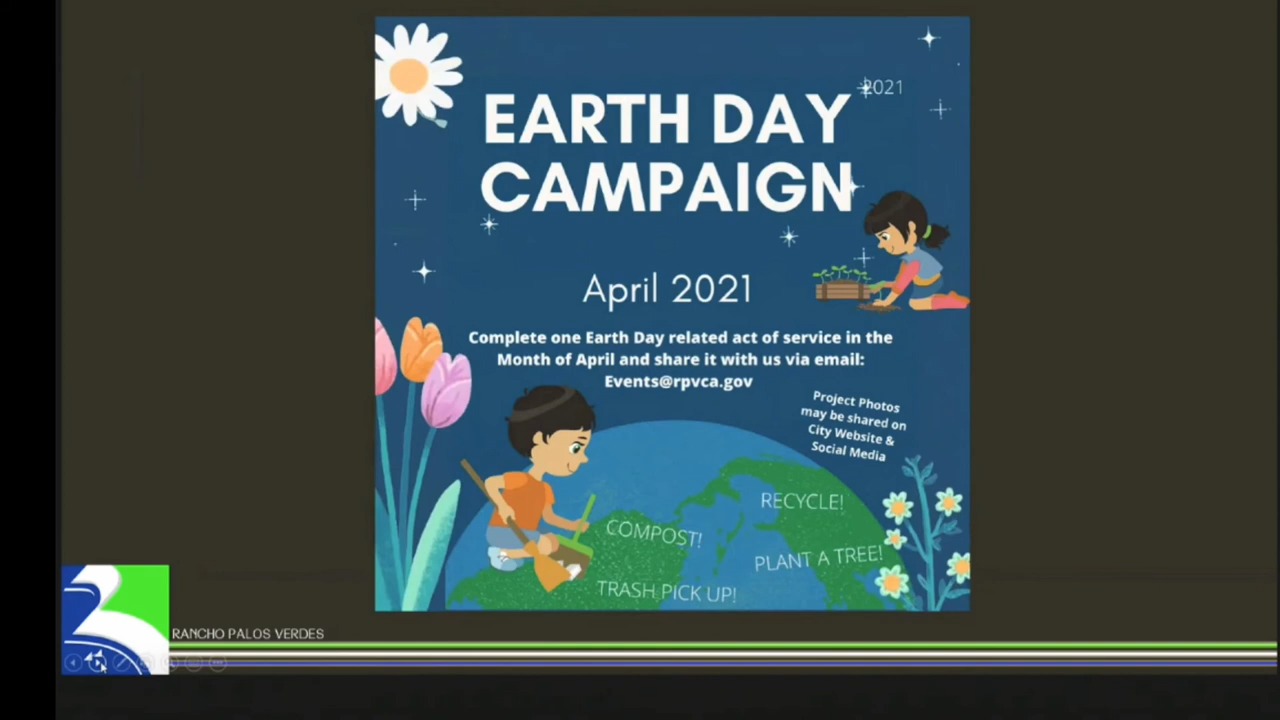 2021
EARTH DAY
CAMPAIGN
April 2021
Complete one Earth Day related act of service in the
Month of April and share it with us via email:
Events@rpvca.gov
Project Photos
may be shared on
City Website &
Social Media
RECYCLE!
COMPOST!
PLANT A TREE!
TRASH PICK UP!
RANCHO PALOS VERDES